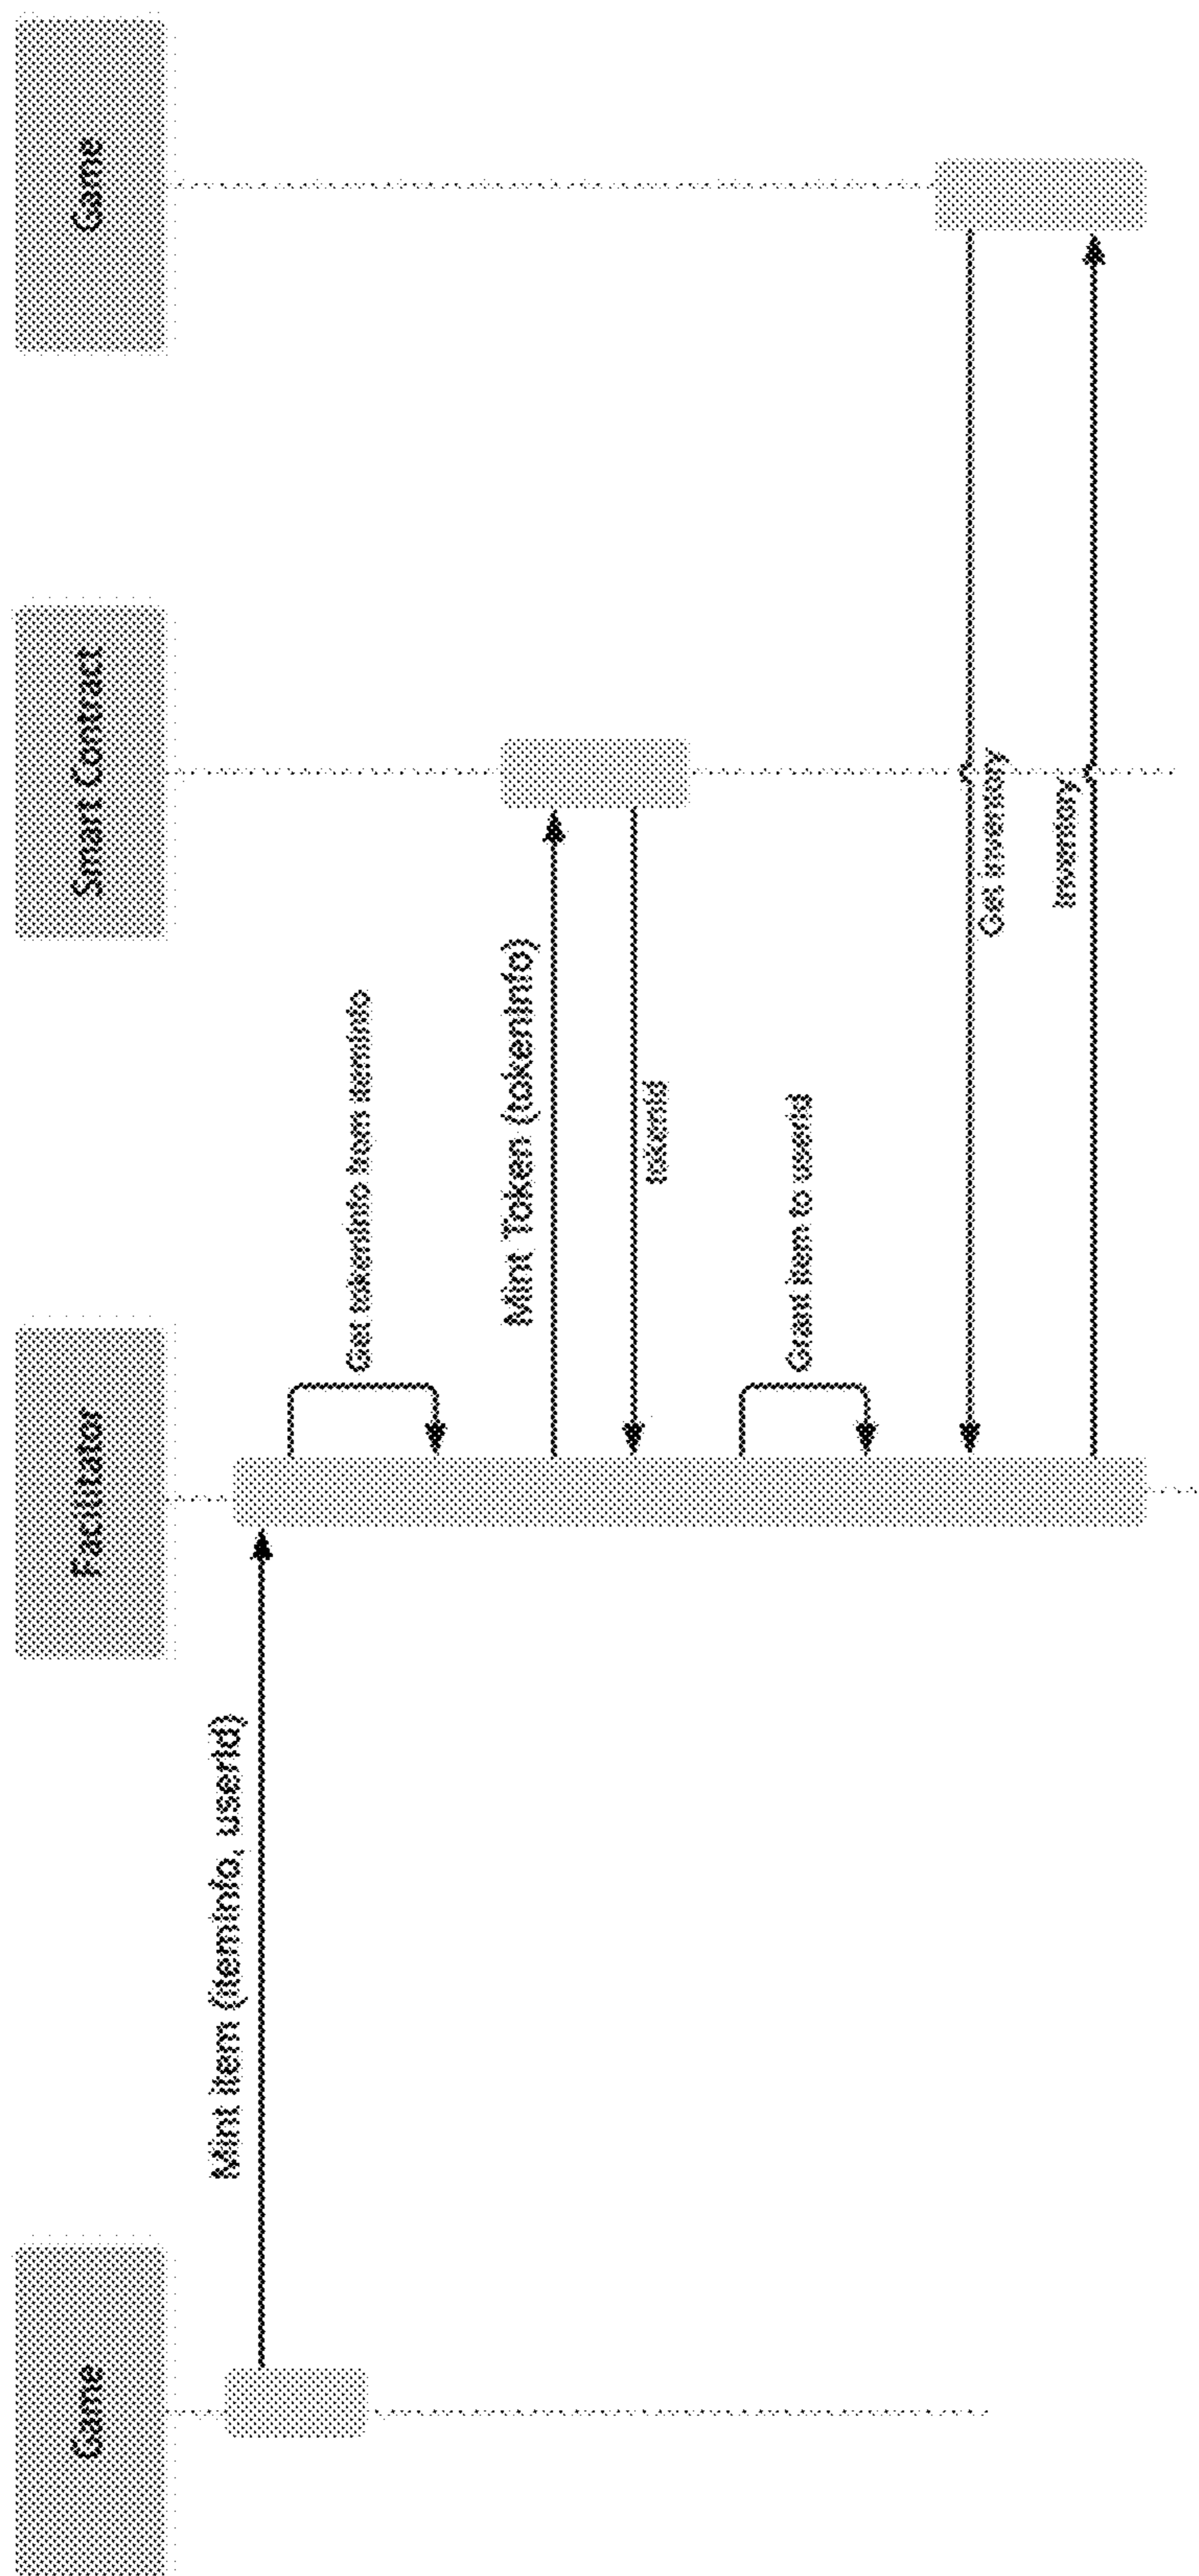 Game
Facilitator
Smart Contract
Game
Mint item (itemInfo, userId)
Get tokenInfo from itemInfo
Mint Token (tokenInfo)
tokenId
Grant item to userId
Get Inventory
Inventory